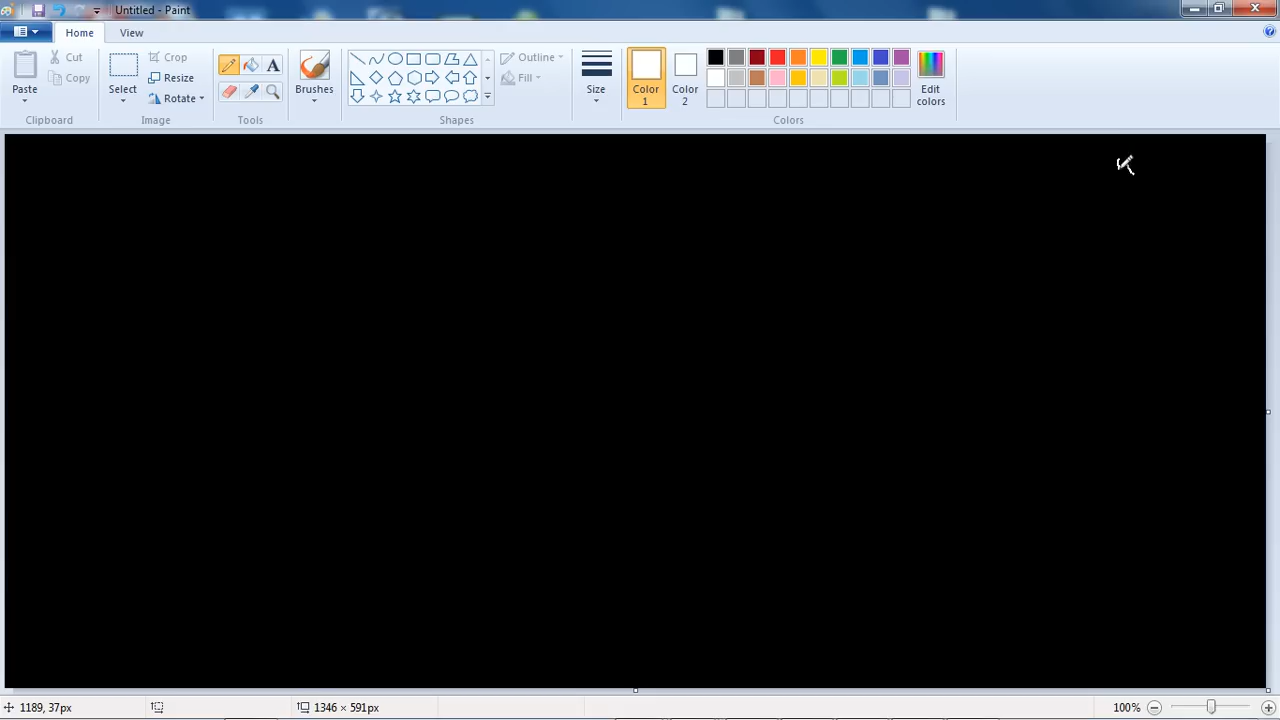 Untitled - Paint
Home View
Cut
Copy
Paste
Clipboard
Select
Crop
Resize
Rotate
Image
A
Tools
Brushes
Outline
Fill
Shapes
Size
Color
1
Color
2
Edit
colors
Colors
1189, 37px
1346 × 591px
100%